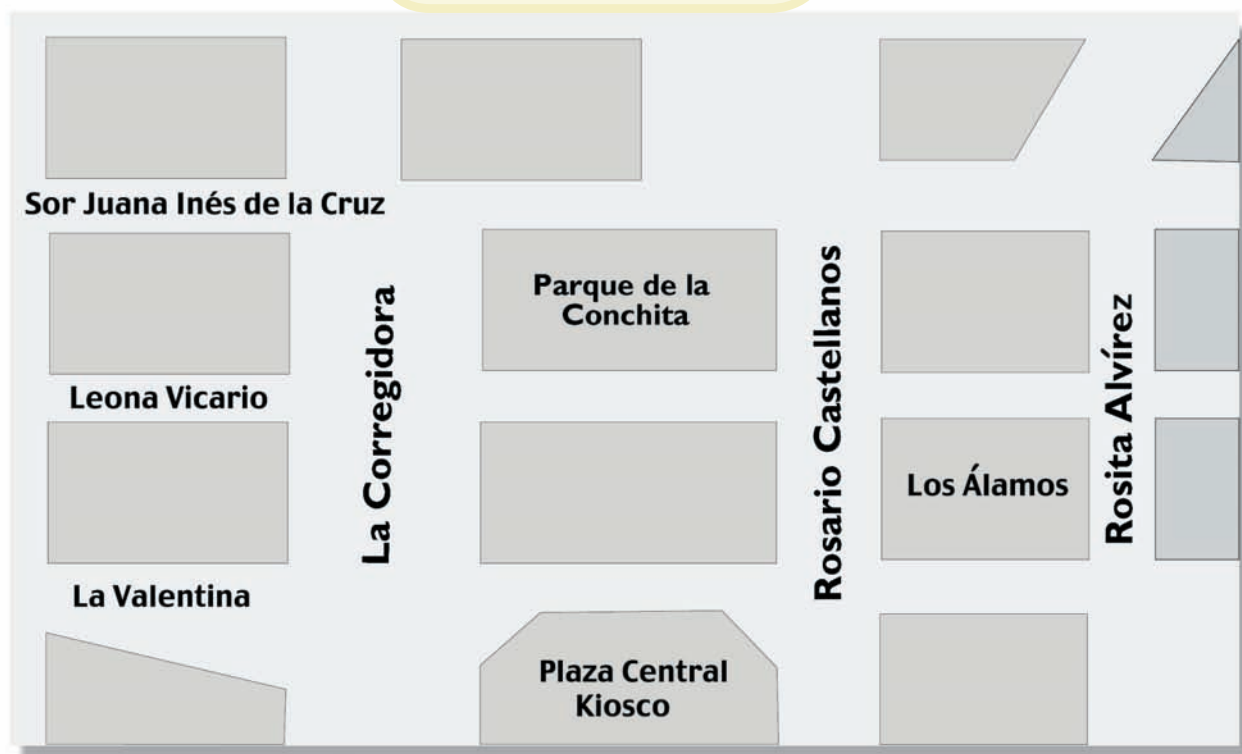 Sor Juana Inés de la Cruz
Parque de la
Conchita
Leona Vicario
La Corregidora
Rosario Castellanos
Rosita Alvírez
Los Álamos
La Valentina
Plaza Central
Kiosco